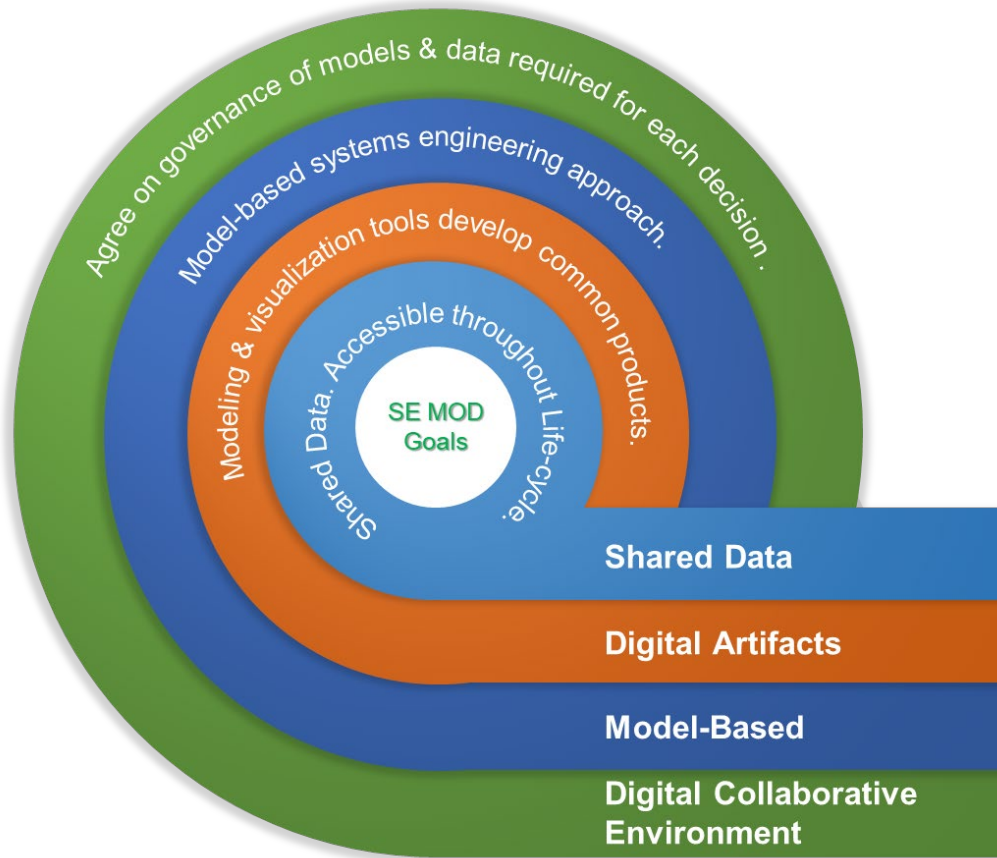 Agree on governance of models & data required for each decision .
Model-based systems engineering approach.
Modeling & visualization tools develop common products.
Shared Data. Accessible throughout Life-cycle.
SE MOD
Goals
Shared Data
Digital Artifacts
Model-Based
Digital Collaborative
Environment